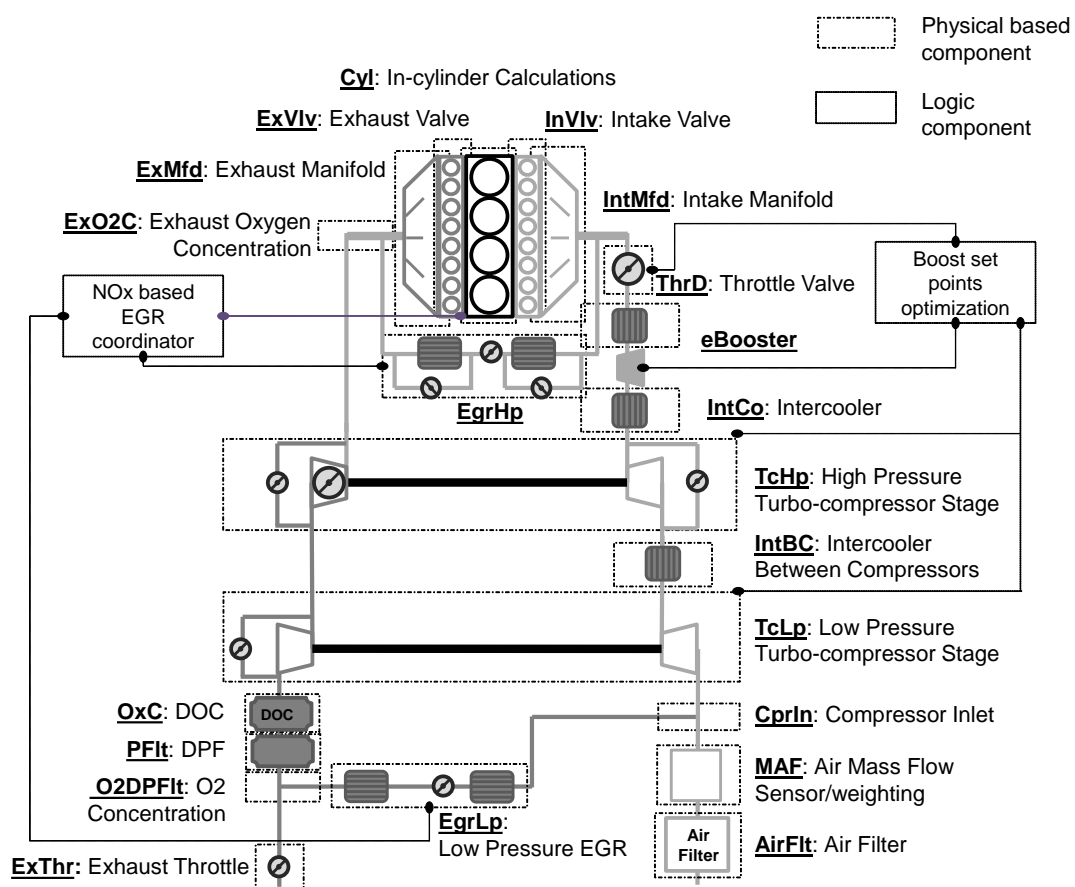 Physical based
component
Cyl: In-cylinder Calculations
Logic
component
ExVlv: Exhaust Valve
InVlv: Intake Valve
ExMfd: Exhaust Manifold
IntMfd: Intake Manifold
ExO2C: Exhaust Oxygen
Concentration
Boost set
points
optimization
ThrD: Throttle Valve
NOx based
EGR
coordinator
eBooster
EgrHp
IntCo: Intercooler
TcHp: High Pressure
Turbo-compressor Stage
IntBC: Intercooler
Between Compressors
TcLp: Low Pressure
Turbo-compressor Stage
OxC: DOC
DOC
CprIn: Compressor Inlet
PFlt: DPF
O2DPFlt: O2
Concentration
MAF: Air Mass Flow
Sensor/weighting
EgrLp:
Low Pressure EGR
Air
Filter
AirFlt: Air Filter
ExThr: Exhaust Throttle